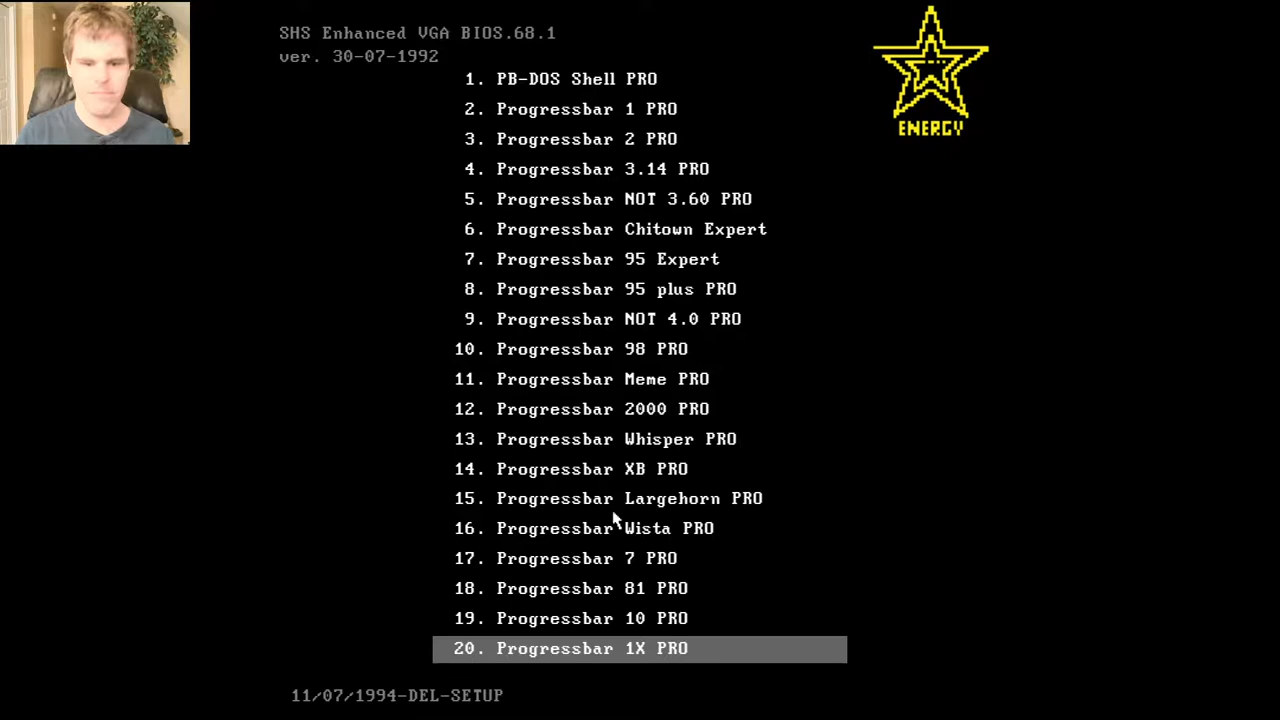 SHS Enhanced VGA BIOS.68.1
ver. 30-07-1992
ENERGY
1. PB-DOS Shell PRO
2. Progressbar 1 PRO
3. Progressbar 2 PRO
4. Progressbar 3.14 PRO
5. Progressbar NOT 3.60 PRO
6. Progressbar Chitown Expert
7. Progressbar 95 Expert
8. Progressbar 95 plus PRO
9. Progressbar NOT 4.0 PRO
10. Progressbar 98 PRO
11. Progressbar Meme PRO
12. Progressbar 2000 PRO
13. Progressbar Whisper PRO
14. Progressbar XB PRO
15. Progressbar Largehorn PRO
16. Progressbar Wista PRO
17. Progressbar 7 PRO
18. Progressbar 81 PRO
19. Progressbar 10 PRO
20. Progressbar 1X PRO
11/07/1994-DEL-SETUP